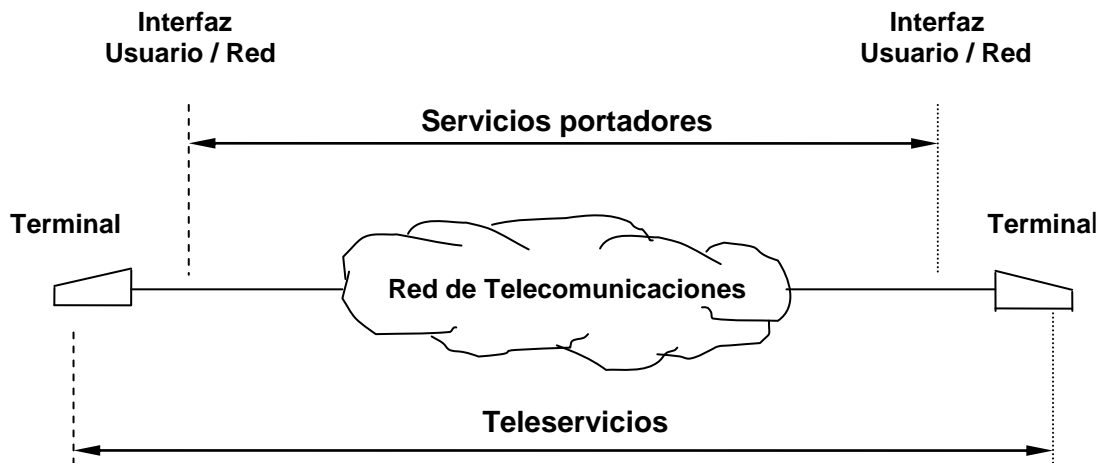 Interfaz
Usuario / Red
Interfaz
Usuario / Red
Servicios portadores
Terminal
Terminal
Red de Telecomunicaciones
Teleservicios